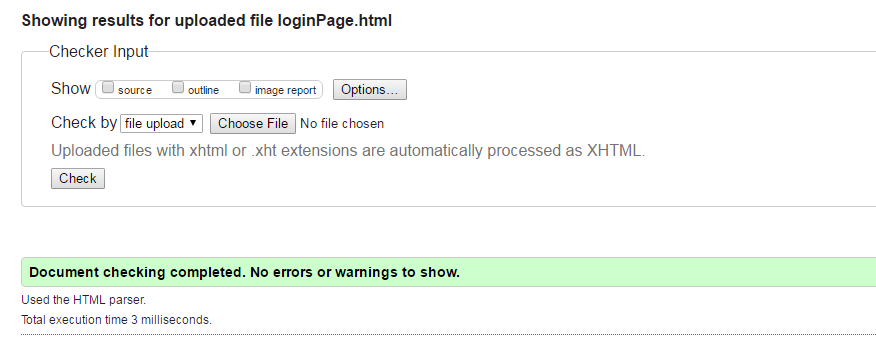 Showing results for uploaded file loginPage.html
Checker Input
Show source outline image report Options...
Check by file upload Choose File No file chosen
Uploaded files with xhtml or .xht extensions are automatically processed as XHTML.
Check
Document checking completed. No errors or warnings to show.
Used the HTML parser.
Total execution time 3 milliseconds.